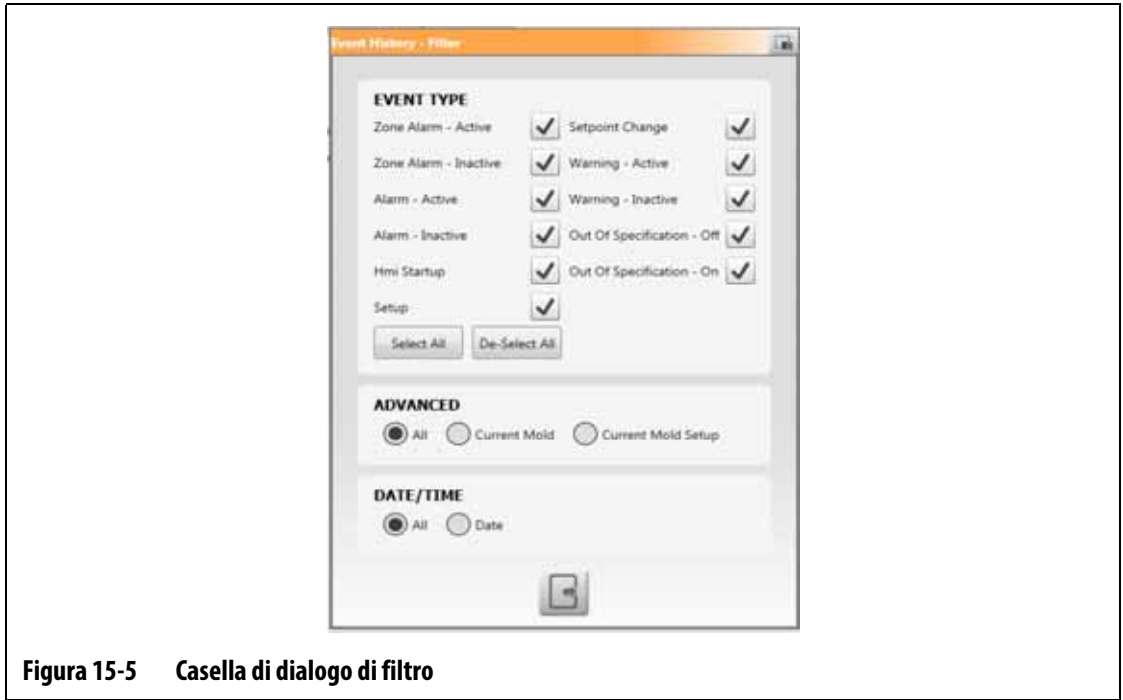 Event History - Filter
EVENT TYPE
Zone Alarm - Active
Setpoint Change
Zone Alarm - Inactive
Warning - Active
Alarm - Active
Warning - Inactive
Alarm - Inactive
Out Of Specification - Off
Hmi Startup
Out Of Specification - On
Setup
Select All
De-Select All
ADVANCED
All
Current Mold
Current Mold Setup
DATE/TIME
All
Date
Figura 15-5 Casella di dialogo di filtro